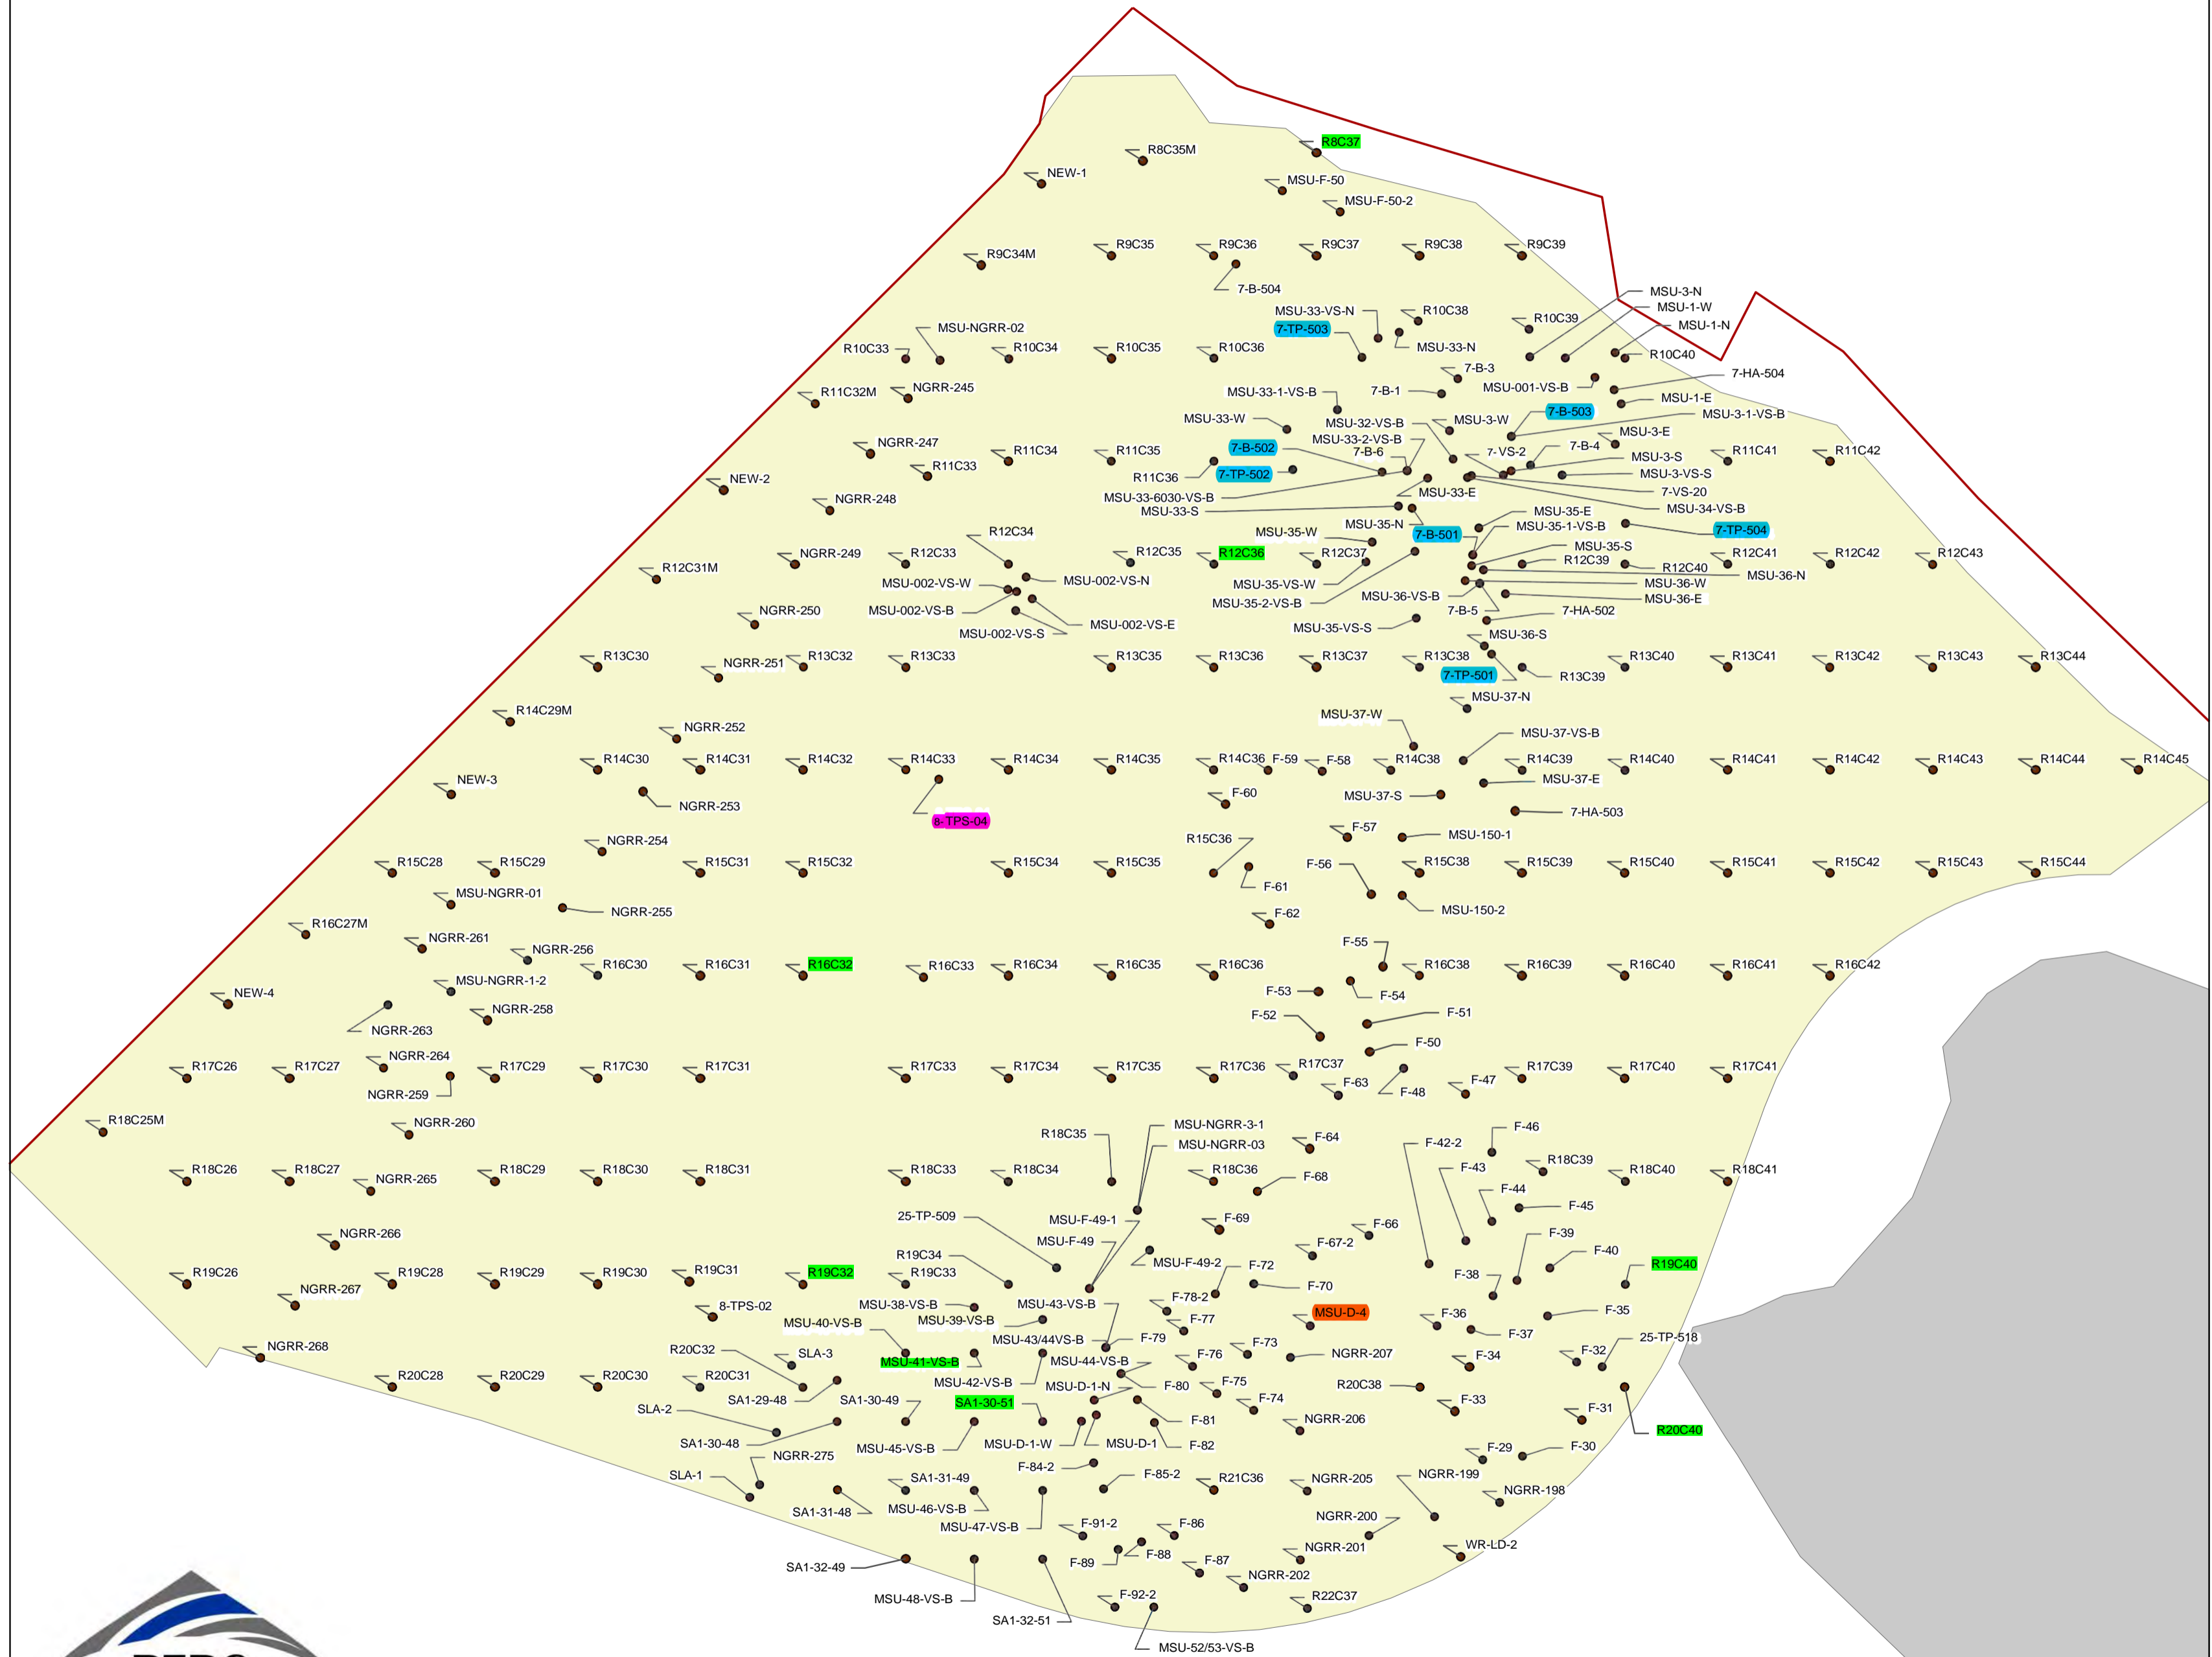 R8C37
R8C35M
NEW-1
MSU-F-50
MSU-F-50-2
R9C34M
R9C35
R9C36
R9C37
R9C38
R9C39
7-B-504
MSU-3-N
MSU-1-W
MSU-33-VS-N
R10C38
R10C39
MSU-1-N
7-TP-503
MSU-NGRR-02
R10C33
R10C34
R10C35
R10C36
MSU-33-N
R10C40
7-B-3
7-HA-504
R11C32M
NGRR-245
MSU-33-1-VS-B
7-B-1
MSU-001-VS-B
MSU-1-E
7-B-503
MSU-3-1-VS-B
MSU-33-W
MSU-32-VS-B
MSU-3-W
MSU-3-E
MSU-33-2-VS-B
NGRR-247
R11C34
R11C35
7-B-502
7-B-6
7-VS-2
7-B-4
MSU-3-S
R11C41
R11C42
R11C33
R11C36
7-TP-502
MSU-3-VS-S
NEW-2
MSU-33-6030-VS-B
MSU-33-E
7-VS-20
NGRR-248
MSU-33-S
MSU-34-VS-B
MSU-35-E
R12C34
MSU-35-W
MSU-35-N
7-B-501
MSU-35-1-VS-B
7-TP-504
NGRR-249
R12C33
R12C35
R12C36
R12C37
MSU-35-S
R12C39
R12C40
R12C41
R12C42
R12C43
R12C31M
MSU-002-VS-W
MSU-002-VS-N
MSU-35-VS-W
MSU-36-N
MSU-36-W
MSU-35-2-VS-B
MSU-36-VS-B
MSU-36-E
NGRR-250
MSU-002-VS-B
MSU-002-VS-E
7-B-5
7-HA-502
MSU-002-VS-S
MSU-35-VS-S
MSU-36-S
R13C30
NGRR-251
R13C32
R13C33
R13C35
R13C36
R13C37
R13C38
R13C40
R13C41
R13C42
R13C43
R13C44
7-TP-501
R13C39
MSU-37-N
R14C29M
NGRR-252
MSU-37-W
MSU-37-VS-B
R14C30
R14C31
R14C32
R14C33
R14C34
R14C35
R14C36
F-59
F-58
R14C38
R14C39
R14C40
R14C41
R14C42
R14C43
R14C44
R14C45
NEW-3
MSU-37-E
NGRR-253
F-60
MSU-37-S
7-HA-503
8-TPS-04
F-57
MSU-150-1
NGRR-254
R15C36
R15C28
R15C29
R15C31
R15C32
R15C34
R15C35
F-56
R15C38
R15C39
R15C40
R15C41
R15C42
R15C43
R15C44
MSU-NGRR-01
F-61
NGRR-255
F-62
MSU-150-2
R16C27M
NGRR-261
NGRR-256
F-55
R16C30
R16C31
R16C32
R16C33
R16C34
R16C35
R16C36
R16C38
R16C39
R16C40
R16C41
R16C42
NEW-4
MSU-NGRR-1-2
F-53
F-54
NGRR-258
F-52
F-51
NGRR-263
F-50
NGRR-264
R17C26
R17C27
R17C29
R17C30
R17C31
R17C33
R17C34
R17C35
R17C36
R17C37
R17C39
R17C40
R17C41
NGRR-259
F-63
F-48
F-47
R18C25M
NGRR-260
MSU-NGRR-3-1
R18C35
MSU-NGRR-03
F-64
F-42-2
F-46
R18C26
R18C27
NGRR-265
R18C29
R18C30
R18C31
R18C33
R18C34
R18C36
F-68
F-43
R18C39
R18C40
R18C41
F-44
F-45
25-TP-509
MSU-F-49-1
F-69
NGRR-266
MSU-F-49
F-66
F-39
R19C34
MSU-F-49-2
F-67-2
F-40
R19C40
R19C26
R19C28
R19C29
R19C30
R19C31
R19C32
R19C33
F-72
F-70
F-38
NGRR-267
8-TPS-02
MSU-38-VS-B
MSU-43-VS-B
F-78-2
MSU-D-4
F-36
F-35
MSU-40-VS-B
MSU-39-VS-B
F-77
F-37
NGRR-268
R20C32
SLA-3
MSU-43/44VS-B
F-79
F-73
NGRR-207
25-TP-518
MSU-41-VS-B
MSU-44-VS-B
F-76
F-34
F-32
R20C28
R20C29
R20C30
R20C31
MSU-42-VS-B
MSU-D-1-N
F-80
F-75
R20C38
SA1-29-48
SA1-30-49
SA1-30-51
F-74
F-33
SLA-2
F-81
NGRR-206
F-31
R20C40
SA1-30-48
MSU-45-VS-B
MSU-D-1-W
MSU-D-1
F-82
NGRR-275
F-29
F-30
SLA-1
F-84-2
SA1-31-49
F-85-2
R21C36
NGRR-205
NGRR-199
NGRR-198
SA1-31-48
MSU-46-VS-B
MSU-47-VS-B
F-91-2
F-86
NGRR-200
F-89
F-88
NGRR-201
WR-LD-2
SA1-32-49
F-87
NGRR-202
MSU-48-VS-B
F-92-2
R22C37
SA1-32-51
MSU-52/53-VS-B